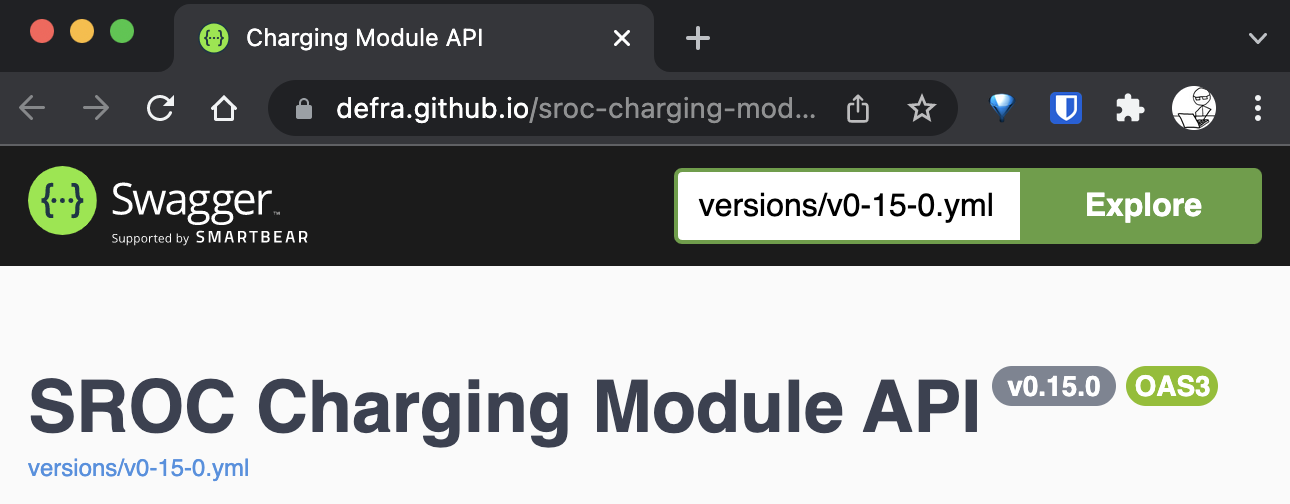 Charging Module API
defra.github.io/sroc-charging-mod...
{···} Swagger™
Supported by SMARTBEAR
versions/v0-15-0.yml
Explore
SROC Charging Module API v0.15.0 OAS3
versions/v0-15-0.yml